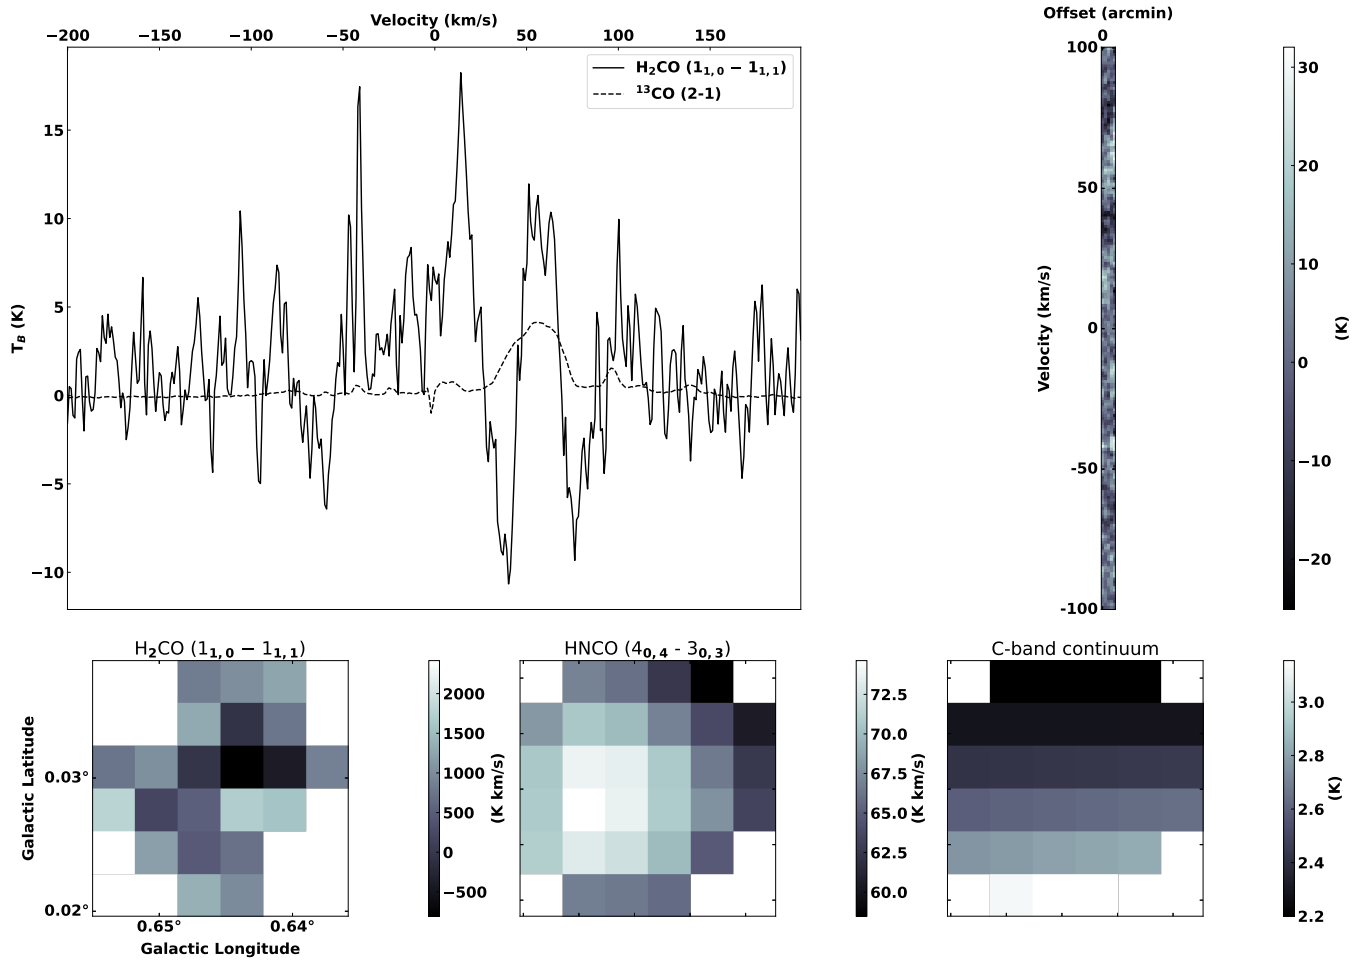 Velocity (km/s)
−200 −150 −100 −50 0 50 100 150
H₂CO (1₁,₀ − 1₁,₁)
¹³CO (2-1)
T_B (K)
15
10
5
0
−5
−10
Offset (arcmin)
0
Velocity (km/s)
100
50
0
-50
-100
30
20
10
0
−10
−20
(K)
H₂CO (1₁,₀ − 1₁,₁)
Galactic Latitude
0.03°
0.02°
0.65° 0.64°
Galactic Longitude
2000
1500
1000
500
0
−500
(K km/s)
HNCO (4₀,₄ - 3₀,₃)
72.5
70.0
67.5
65.0
62.5
60.0
(K km/s)
C-band continuum
3.0
2.8
2.6
2.4
2.2
(K)